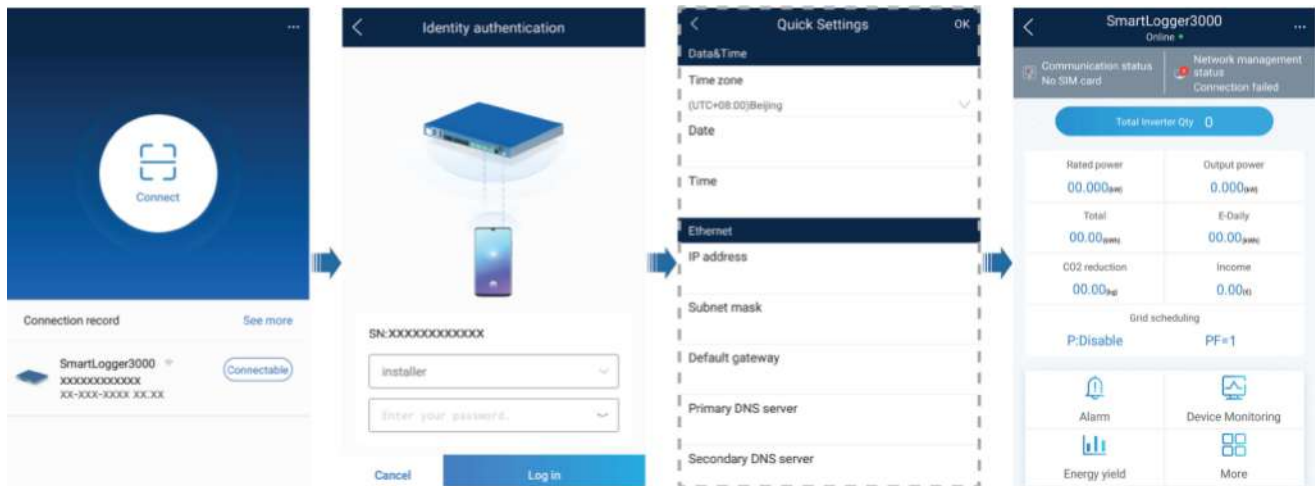 ...
Connect
Connection record
See more
SmartLogger3000
Connectable
XXXXXXXXXXXX
XX-XXX-XXXX XX:XX
Identity authentication
SN:XXXXXXXXXXXX
installer
Enter your password.
Cancel
Log in
Quick Settings
OK
Data&Time
Time zone
(UTC+08:00)Beijing
Date
Time
Ethernet
IP address
Subnet mask
Default gateway
Primary DNS server
Secondary DNS server
SmartLogger3000
...
Online
Communication status
No SIM card
Network management
status
Connection failed
Total Inverter Qty 0
Rated power
Output power
00.000(kW)
0.000(kW)
Total
E-Daily
00.00(kWh)
00.00(kWh)
CO2 reduction
Income
00.00(kg)
0.00(€)
Grid scheduling
P:Disable
PF=1
Alarm
Device Monitoring
Energy yield
More